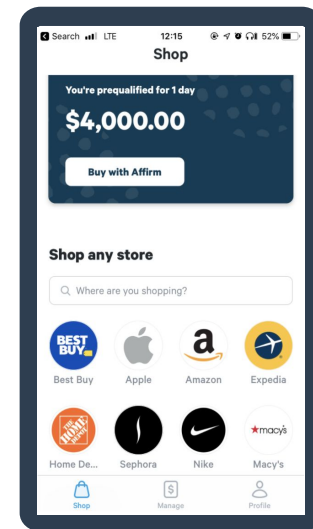 Search LTE 12:15 52%
Shop
You're prequalified for 1 day
$4,000.00
Buy with Affirm
Shop any store
Where are you shopping?
BEST BUY
a
THE HOME DEPOT
macy's
Best Buy Apple Amazon Expedia
Home De... Sephora Nike Macy's
$
Shop Manage Profile